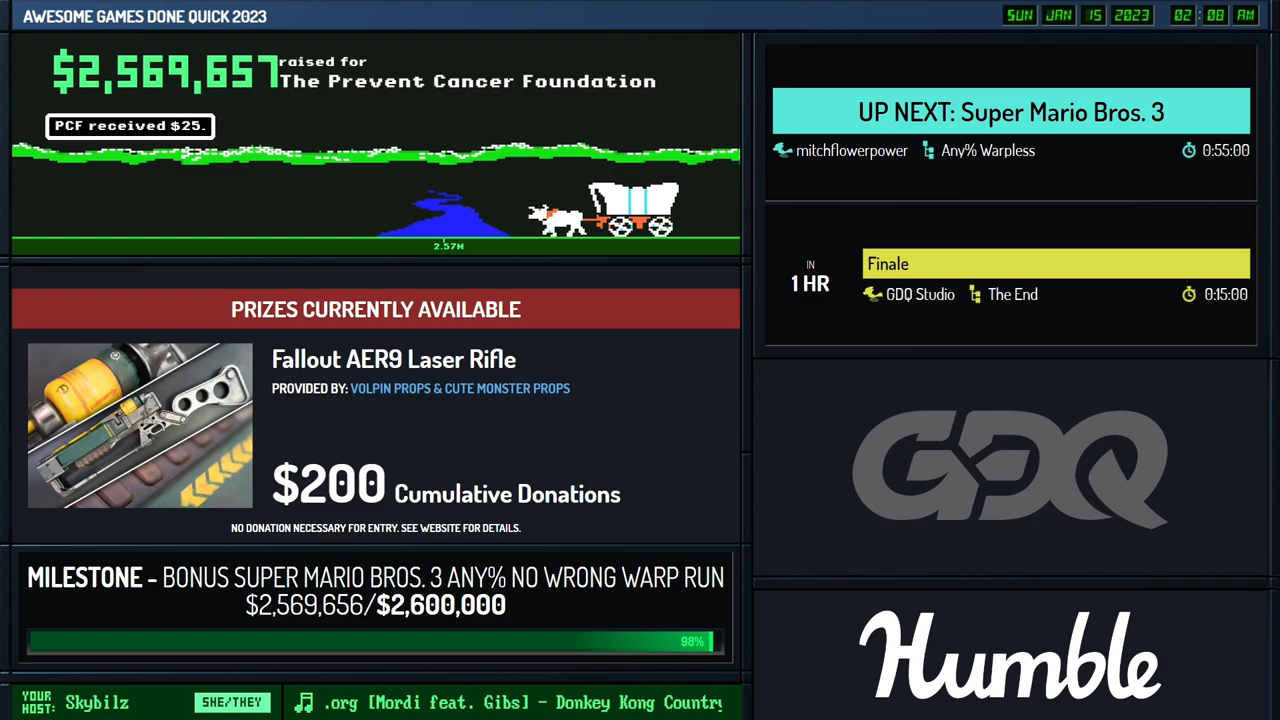 AWESOME GAMES DONE QUICK 2023
SUN JAN 15 2023 02:08 AM
$2,569,657 raised for
The Prevent Cancer Foundation
PCF received $25.
2.57M
PRIZES CURRENTLY AVAILABLE
Fallout AER9 Laser Rifle
PROVIDED BY: VOLPIN PROPS & CUTE MONSTER PROPS
$200 Cumulative Donations
NO DONATION NECESSARY FOR ENTRY. SEE WEBSITE FOR DETAILS.
MILESTONE - BONUS SUPER MARIO BROS. 3 ANY% NO WRONG WARP RUN
$2,569,656/$2,600,000
98%
YOUR HOST: Skybilz SHE/THEY
.org [Mordi feat. Gibs] - Donkey Kong Country
UP NEXT: Super Mario Bros. 3
mitchflowerpower Any% Warpless 0:55:00
IN
1 HR
Finale
GDQ Studio The End 0:15:00
GDQ
Humble